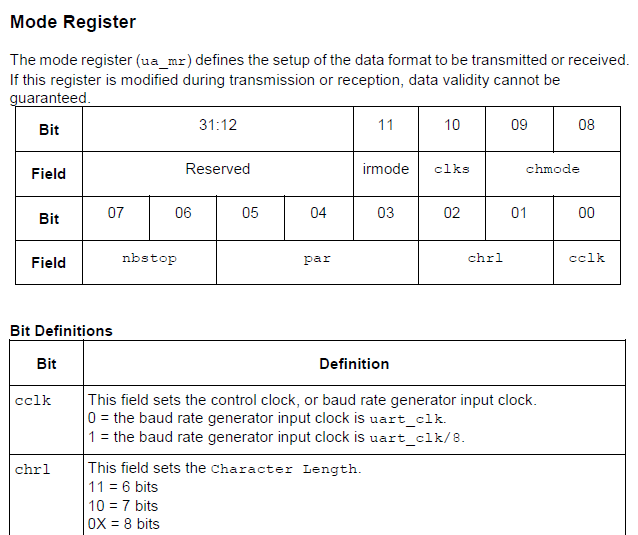 Mode Register
The mode register (ua_mr) defines the setup of the data format to be transmitted or received.
If this register is modified during transmission or reception, data validity cannot be
guaranteed.
Bit 31:12 11 10 09 08
Field Reserved irmode clks chmode
Bit 07 06 05 04 03 02 01 00
Field nbstop par chrl cclk
Bit Definitions
Bit Definition
cclk This field sets the control clock, or baud rate generator input clock.
0 = the baud rate generator input clock is uart_clk.
1 = the baud rate generator input clock is uart_clk/8.
chrl This field sets the Character Length.
11 = 6 bits
10 = 7 bits
0X = 8 bits